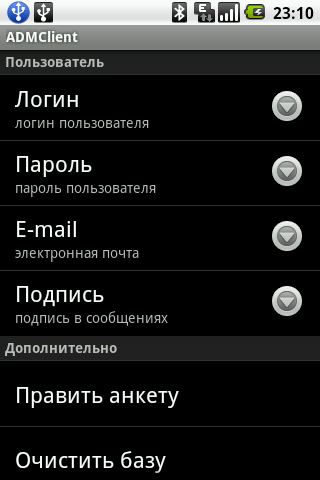 E 23:10
ADMClient
Пользователь
Логин
логин пользователя
Пароль
пароль пользователя
E-mail
электронная почта
Подпись
подпись в сообщениях
Дополнительно
Править анкету
Очистить базу